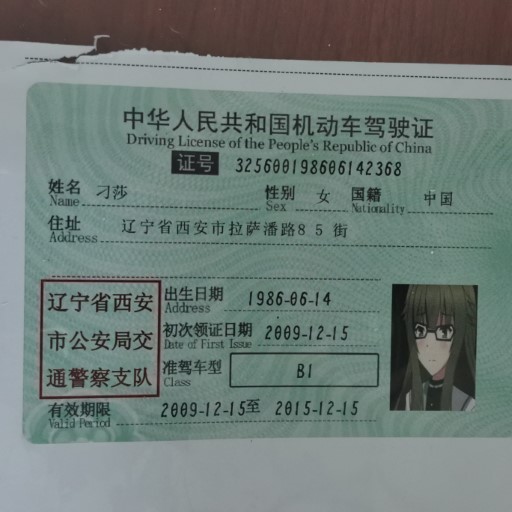 中华人民共和国机动车驾驶证
Driving License of the People's Republic of China
证号 325600198606142368
姓名 刁莎 性别 女 国籍 中国
Name Sex Nationality
住址 辽宁省西安市拉萨潘路85街
Address
辽宁省西安
市公安局交
通警察支队
出生日期 1986-06-14
Address
初次领证日期 2009-12-15
Date of First Issue
准驾车型 B1
Class
有效期限 2009-12-15至 2015-12-15
Valid Period